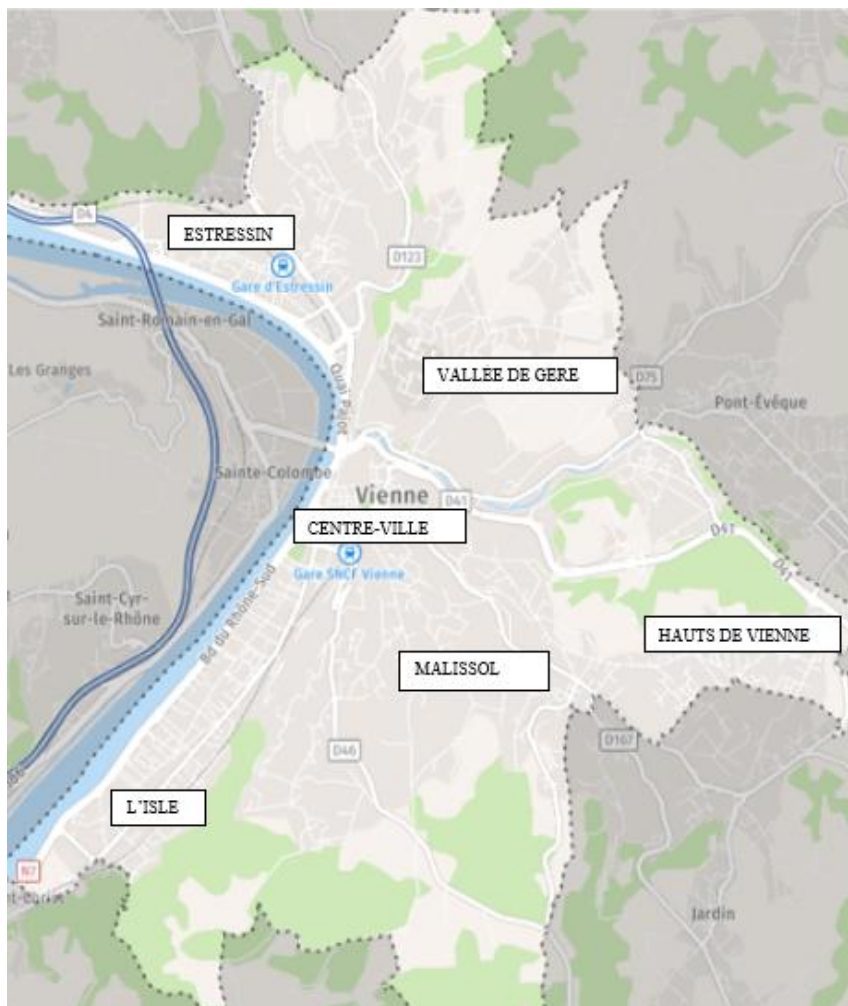 D4
ESTRESSIN
Gare d'Estressin
D123
Saint-Romain-en-Gal
Les Granges
Quai Pajot
VALLÉE DE GERE
D75
Pont-Évêque
Sainte-Colombe
Vienne
D41
CENTRE-VILLE
D41
Gare SNCF Vienne
D41
Saint-Cyr-
sur-le-Rhône
Bd du Rhône-Sud
HAUTS DE VIENNE
MALISSOL
D46
D167
L'ISLE
N7
Jardin